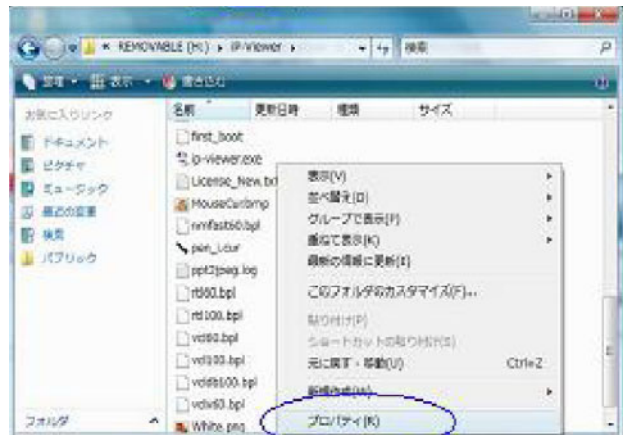 REMOVABLE (H:) ▸ IP-Viewer ▸
検索
整理 表示 書き込む
お気に入りリンク
ドキュメント
ピクチャ
ミュージック
最近の変更
検索
パブリック
フォルダ
名前 更新日時 種類 サイズ
first_boot
ip-viewer.exe
License_New.txt
MouseCur.bmp
nmfast60.bpl
pen_l.cur
ppt2jpeg.log
rtl60.bpl
rtl100.bpl
vcl60.bpl
vcl100.bpl
vcldb100.bpl
vclx60.bpl
White.png
表示(V)
並べ替え(O)
グループで表示(P)
重ねて表示(K)
最新の情報に更新(E)
このフォルダのカスタマイズ(F)...
貼り付け(P)
ショートカットの貼り付け(S)
元に戻す - 移動(U) Ctrl+Z
新規作成(W)
プロパティ(R)